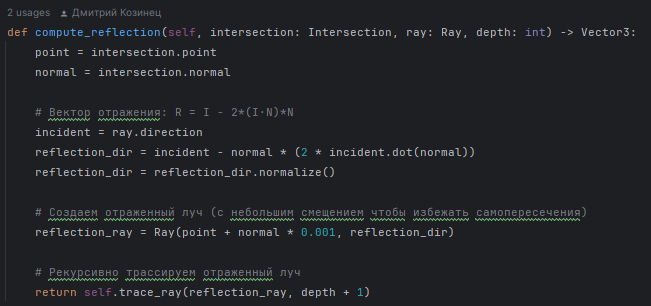 2 usages Дмитрий Козинец
def compute_reflection(self, intersection: Intersection, ray: Ray, depth: int) -> Vector3:
    point = intersection.point
    normal = intersection.normal

    # Вектор отражения: R = I - 2*(I·N)*N
    incident = ray.direction
    reflection_dir = incident - normal * (2 * incident.dot(normal))
    reflection_dir = reflection_dir.normalize()

    # Создаем отраженный луч (с небольшим смещением чтобы избежать самопересечения)
    reflection_ray = Ray(point + normal * 0.001, reflection_dir)

    # Рекурсивно трассируем отраженный луч
    return self.trace_ray(reflection_ray, depth + 1)